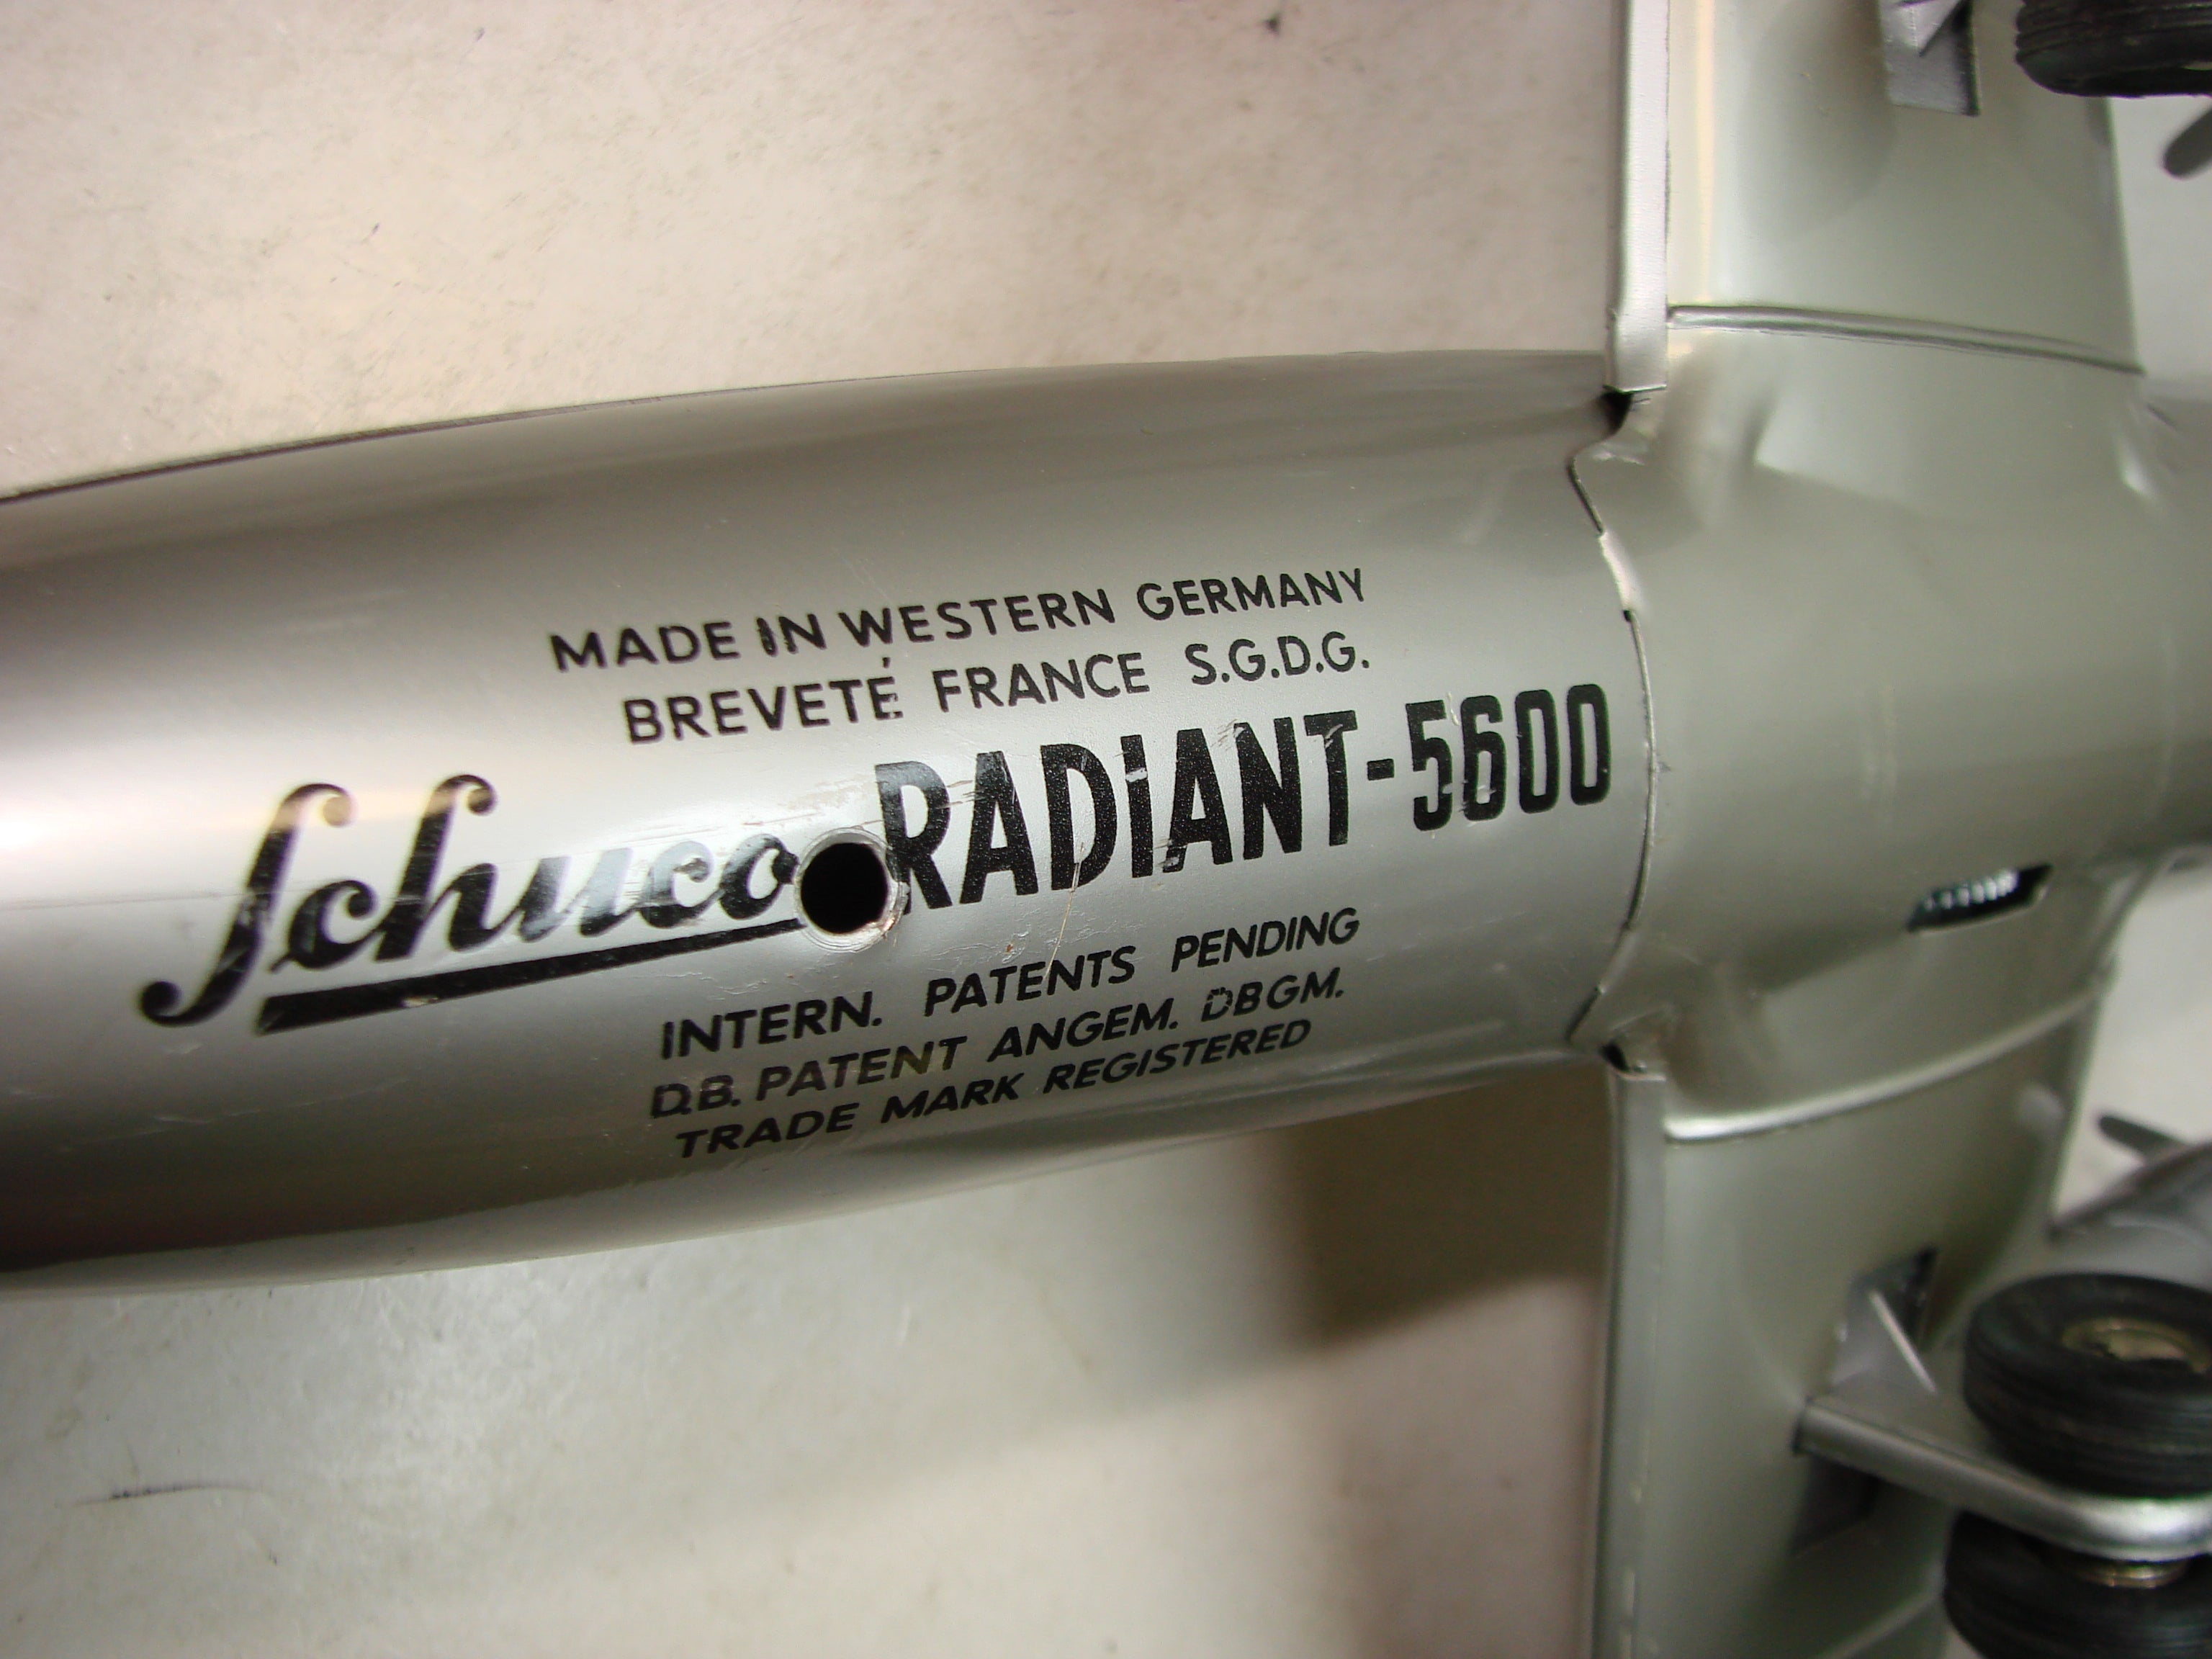 MADE IN WESTERN GERMANY
BREVETÉ FRANCE S.G.D.G.
Schuco RADiANT-5600
INTERN. PATENTS PENDING
D.B. PATENT ANGEM. DBGM.
TRADE MARK REGISTERED